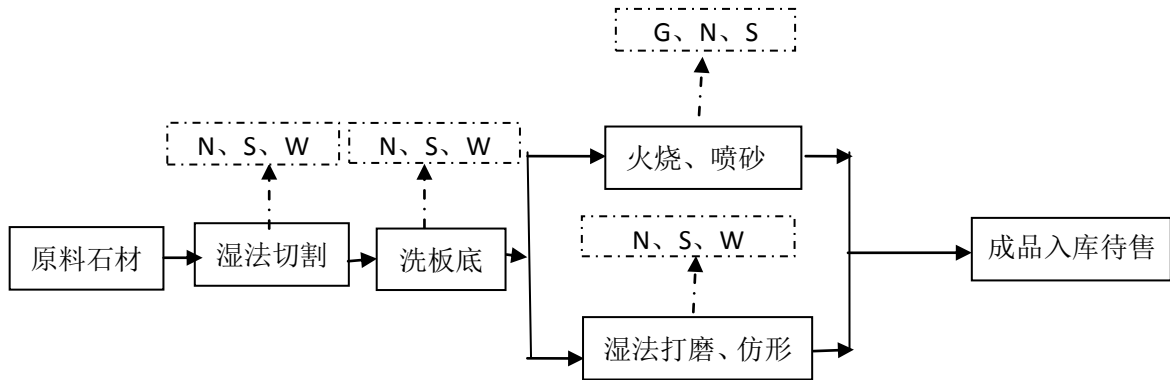 G、N、S
N、S、W
N、S、W
火烧、喷砂
N、S、W
原料石材
湿法切割
洗板底
成品入库待售
湿法打磨、仿形